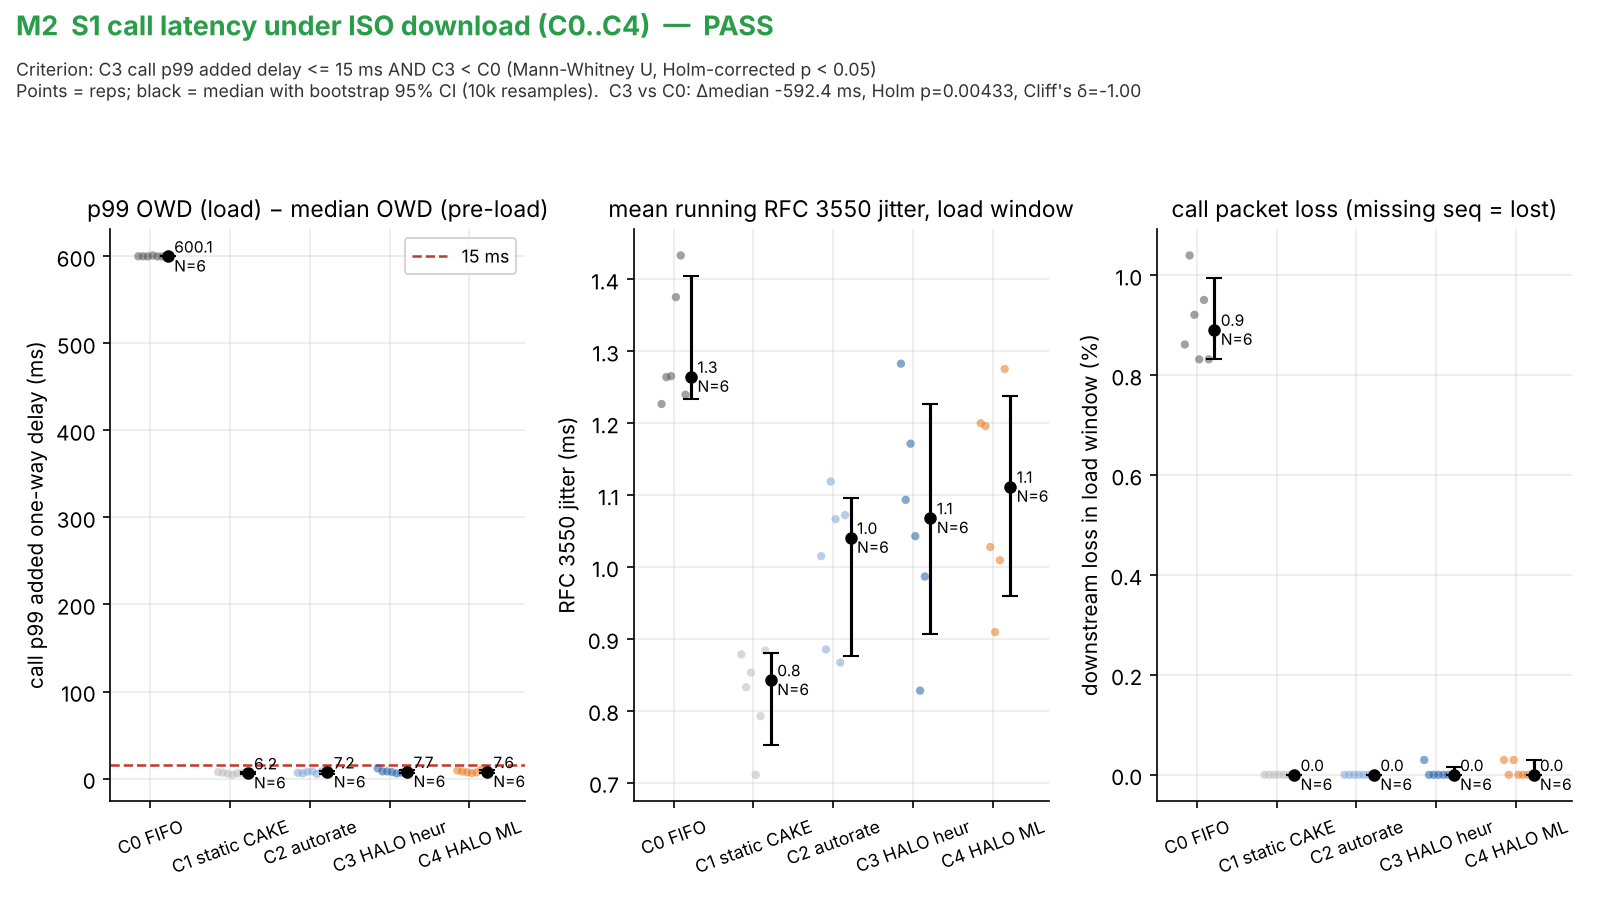 M2 S1 call latency under ISO download (C0..C4) — PASS
Criterion: C3 call p99 added delay <= 15 ms AND C3 < C0 (Mann-Whitney U, Holm-corrected p < 0.05)
Points = reps; black = median with bootstrap 95% CI (10k resamples). C3 vs C0: Δmedian -592.4 ms, Holm p=0.00433, Cliff's δ=-1.00
p99 OWD (load) − median OWD (pre-load)
call p99 added one-way delay (ms)
600
500
400
300
200
100
0
15 ms
600.1
N=6
6.2
N=6
7.2
N=6
7.7
N=6
7.6
N=6
C0 FIFO
C1 static CAKE
C2 autorate
C3 HALO heur
C4 HALO ML
mean running RFC 3550 jitter, load window
RFC 3550 jitter (ms)
1.4
1.3
1.2
1.1
1.0
0.9
0.8
0.7
1.3
N=6
0.8
N=6
1.0
N=6
1.1
N=6
1.1
N=6
C0 FIFO
C1 static CAKE
C2 autorate
C3 HALO heur
C4 HALO ML
call packet loss (missing seq = lost)
downstream loss in load window (%)
1.0
0.8
0.6
0.4
0.2
0.0
0.9
N=6
0.0
N=6
0.0
N=6
0.0
N=6
0.0
N=6
C0 FIFO
C1 static CAKE
C2 autorate
C3 HALO heur
C4 HALO ML